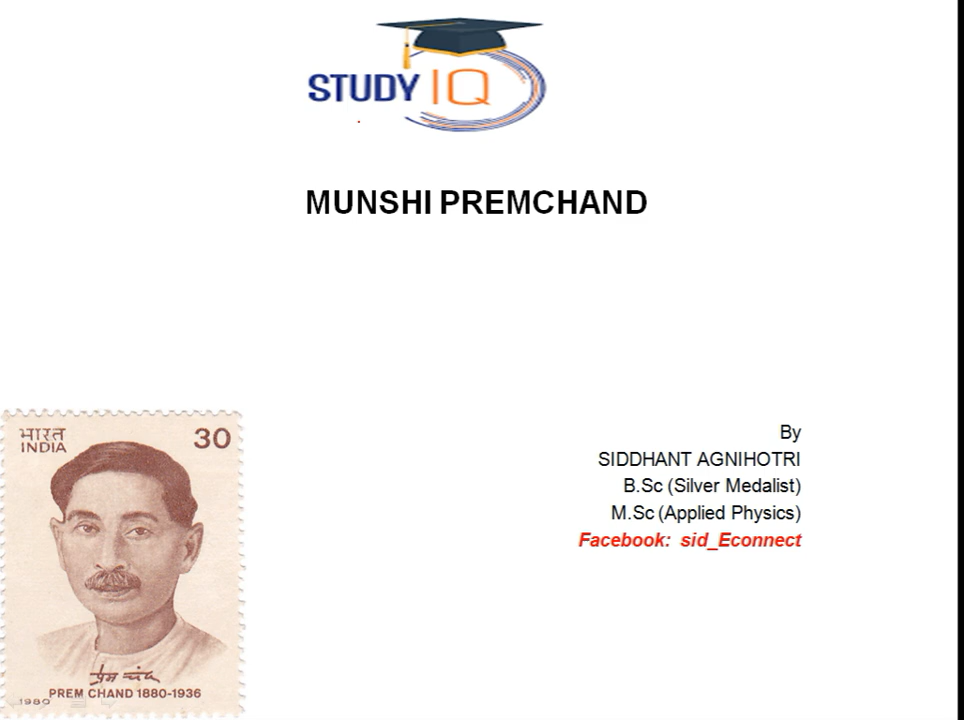 STUDY IQ
MUNSHI PREMCHAND
By
SIDDHANT AGNIHOTRI
B.Sc (Silver Medalist)
M.Sc (Applied Physics)
Facebook: sid_Econnect
भारत 30
INDIA
प्रेमचंद
PREM CHAND 1880-1936
1980